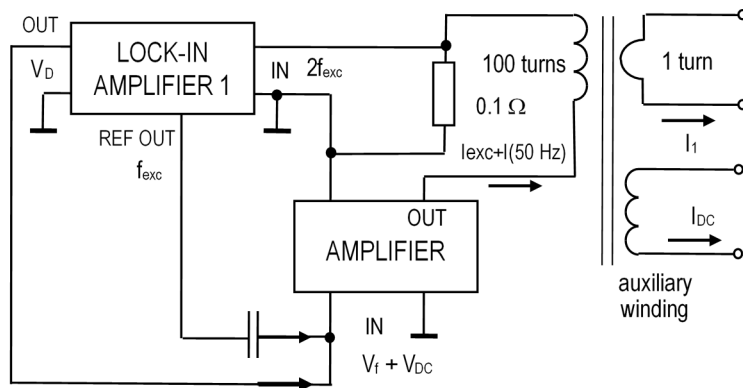 OUT
LOCK-IN
AMPLIFIER 1
V_D
IN
2f_exc
REF OUT
f_exc
100 turns
0.1 Ω
1 turn
I_1
Iexc+I(50 Hz)
OUT
AMPLIFIER
I_DC
auxiliary
winding
IN
V_f + V_DC